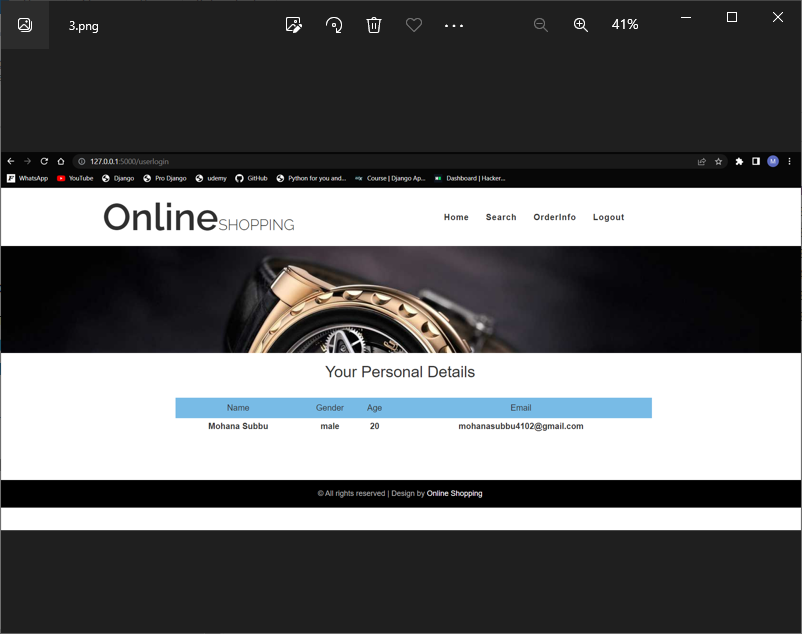 3.png
41%
127.0.0.1:5000/userlogin
WhatsApp YouTube Django Pro Django udemy GitHub Python for you and... Course | Django Ap... Dashboard | Hacker...
OnlineSHOPPING
Home Search OrderInfo Logout
Your Personal Details
Name Gender Age Email
Mohana Subbu male 20 mohanasubbu4102@gmail.com
© All rights reserved | Design by Online Shopping